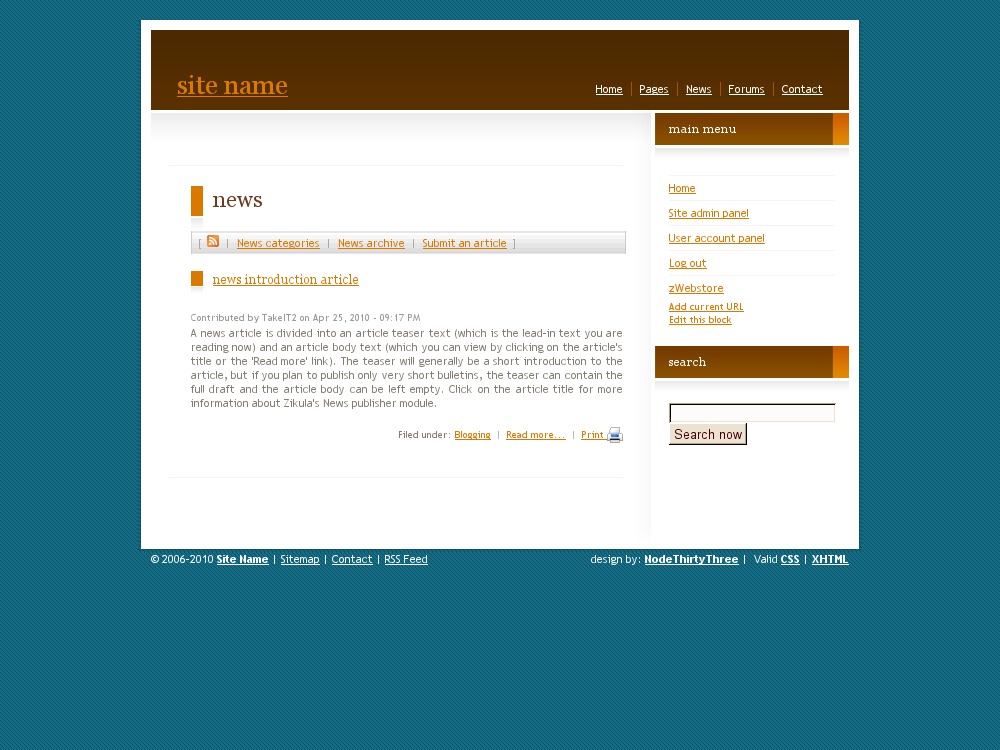 site name
Home Pages News Forums Contact
main menu
news
[ | News categories | News archive | Submit an article ]
news introduction article
Contributed by TakeIT2 on Apr 25, 2010 - 09:17 PM
A news article is divided into an article teaser text (which is the lead-in text you are
reading now) and an article body text (which you can view by clicking on the article's
title or the 'Read more' link). The teaser will generally be a short introduction to the
article, but if you plan to publish only very short bulletins, the teaser can contain the
full draft and the article body can be left empty. Click on the article title for more
information about Zikula's News publisher module.
Filed under: Blogging | Read more... | Print
Home
Site admin panel
User account panel
Log out
zWebstore
Add current URL
Edit this block
search
Search now
© 2006-2010 Site Name | Sitemap | Contact | RSS Feed
design by: NodeThirtyThree | Valid CSS | XHTML